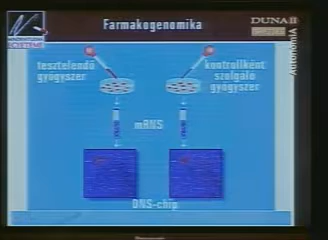 Farmakogenomika
DUNA II
tesztelendő
gyógyszer
kontrollként
szolgáló
gyógyszer
mRNS
DNS-chip